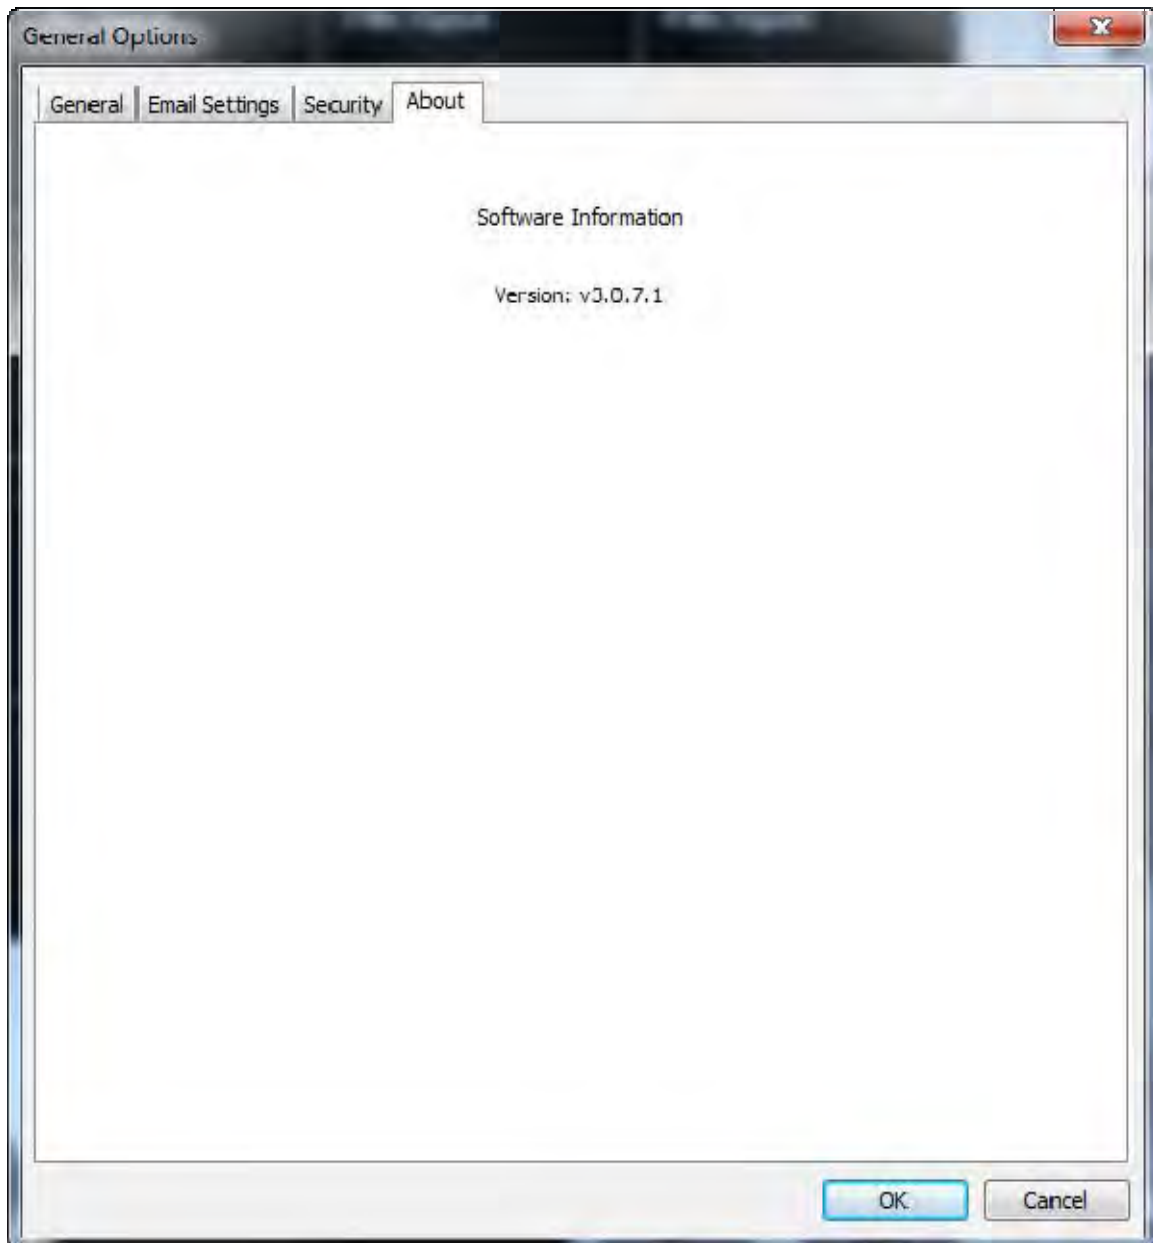 General Options
General
Email Settings
Security
About
Software Information
Version: v3.0.7.1
OK
Cancel